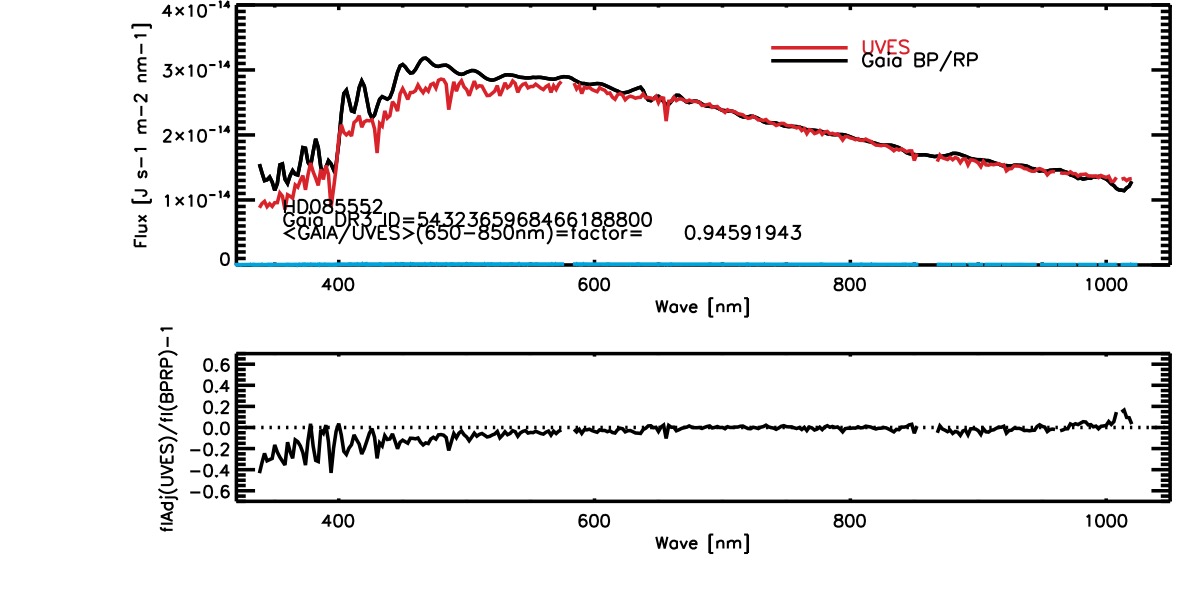 4×10⁻¹⁴
3×10⁻¹⁴
2×10⁻¹⁴
1×10⁻¹⁴
0
Flux [J s−1 m−2 nm−1]
UVES
Gaia BP/RP
HD085552
Gaia DR3 ID=5432365968466188800
<GAIA/UVES>(650−850nm)=factor= 0.94591943
400 600 800 1000
Wave [nm]
0.6
0.4
0.2
0.0
−0.2
−0.4
−0.6
flAdj(UVES)/fl(BPRP)−1
400 600 800 1000
Wave [nm]